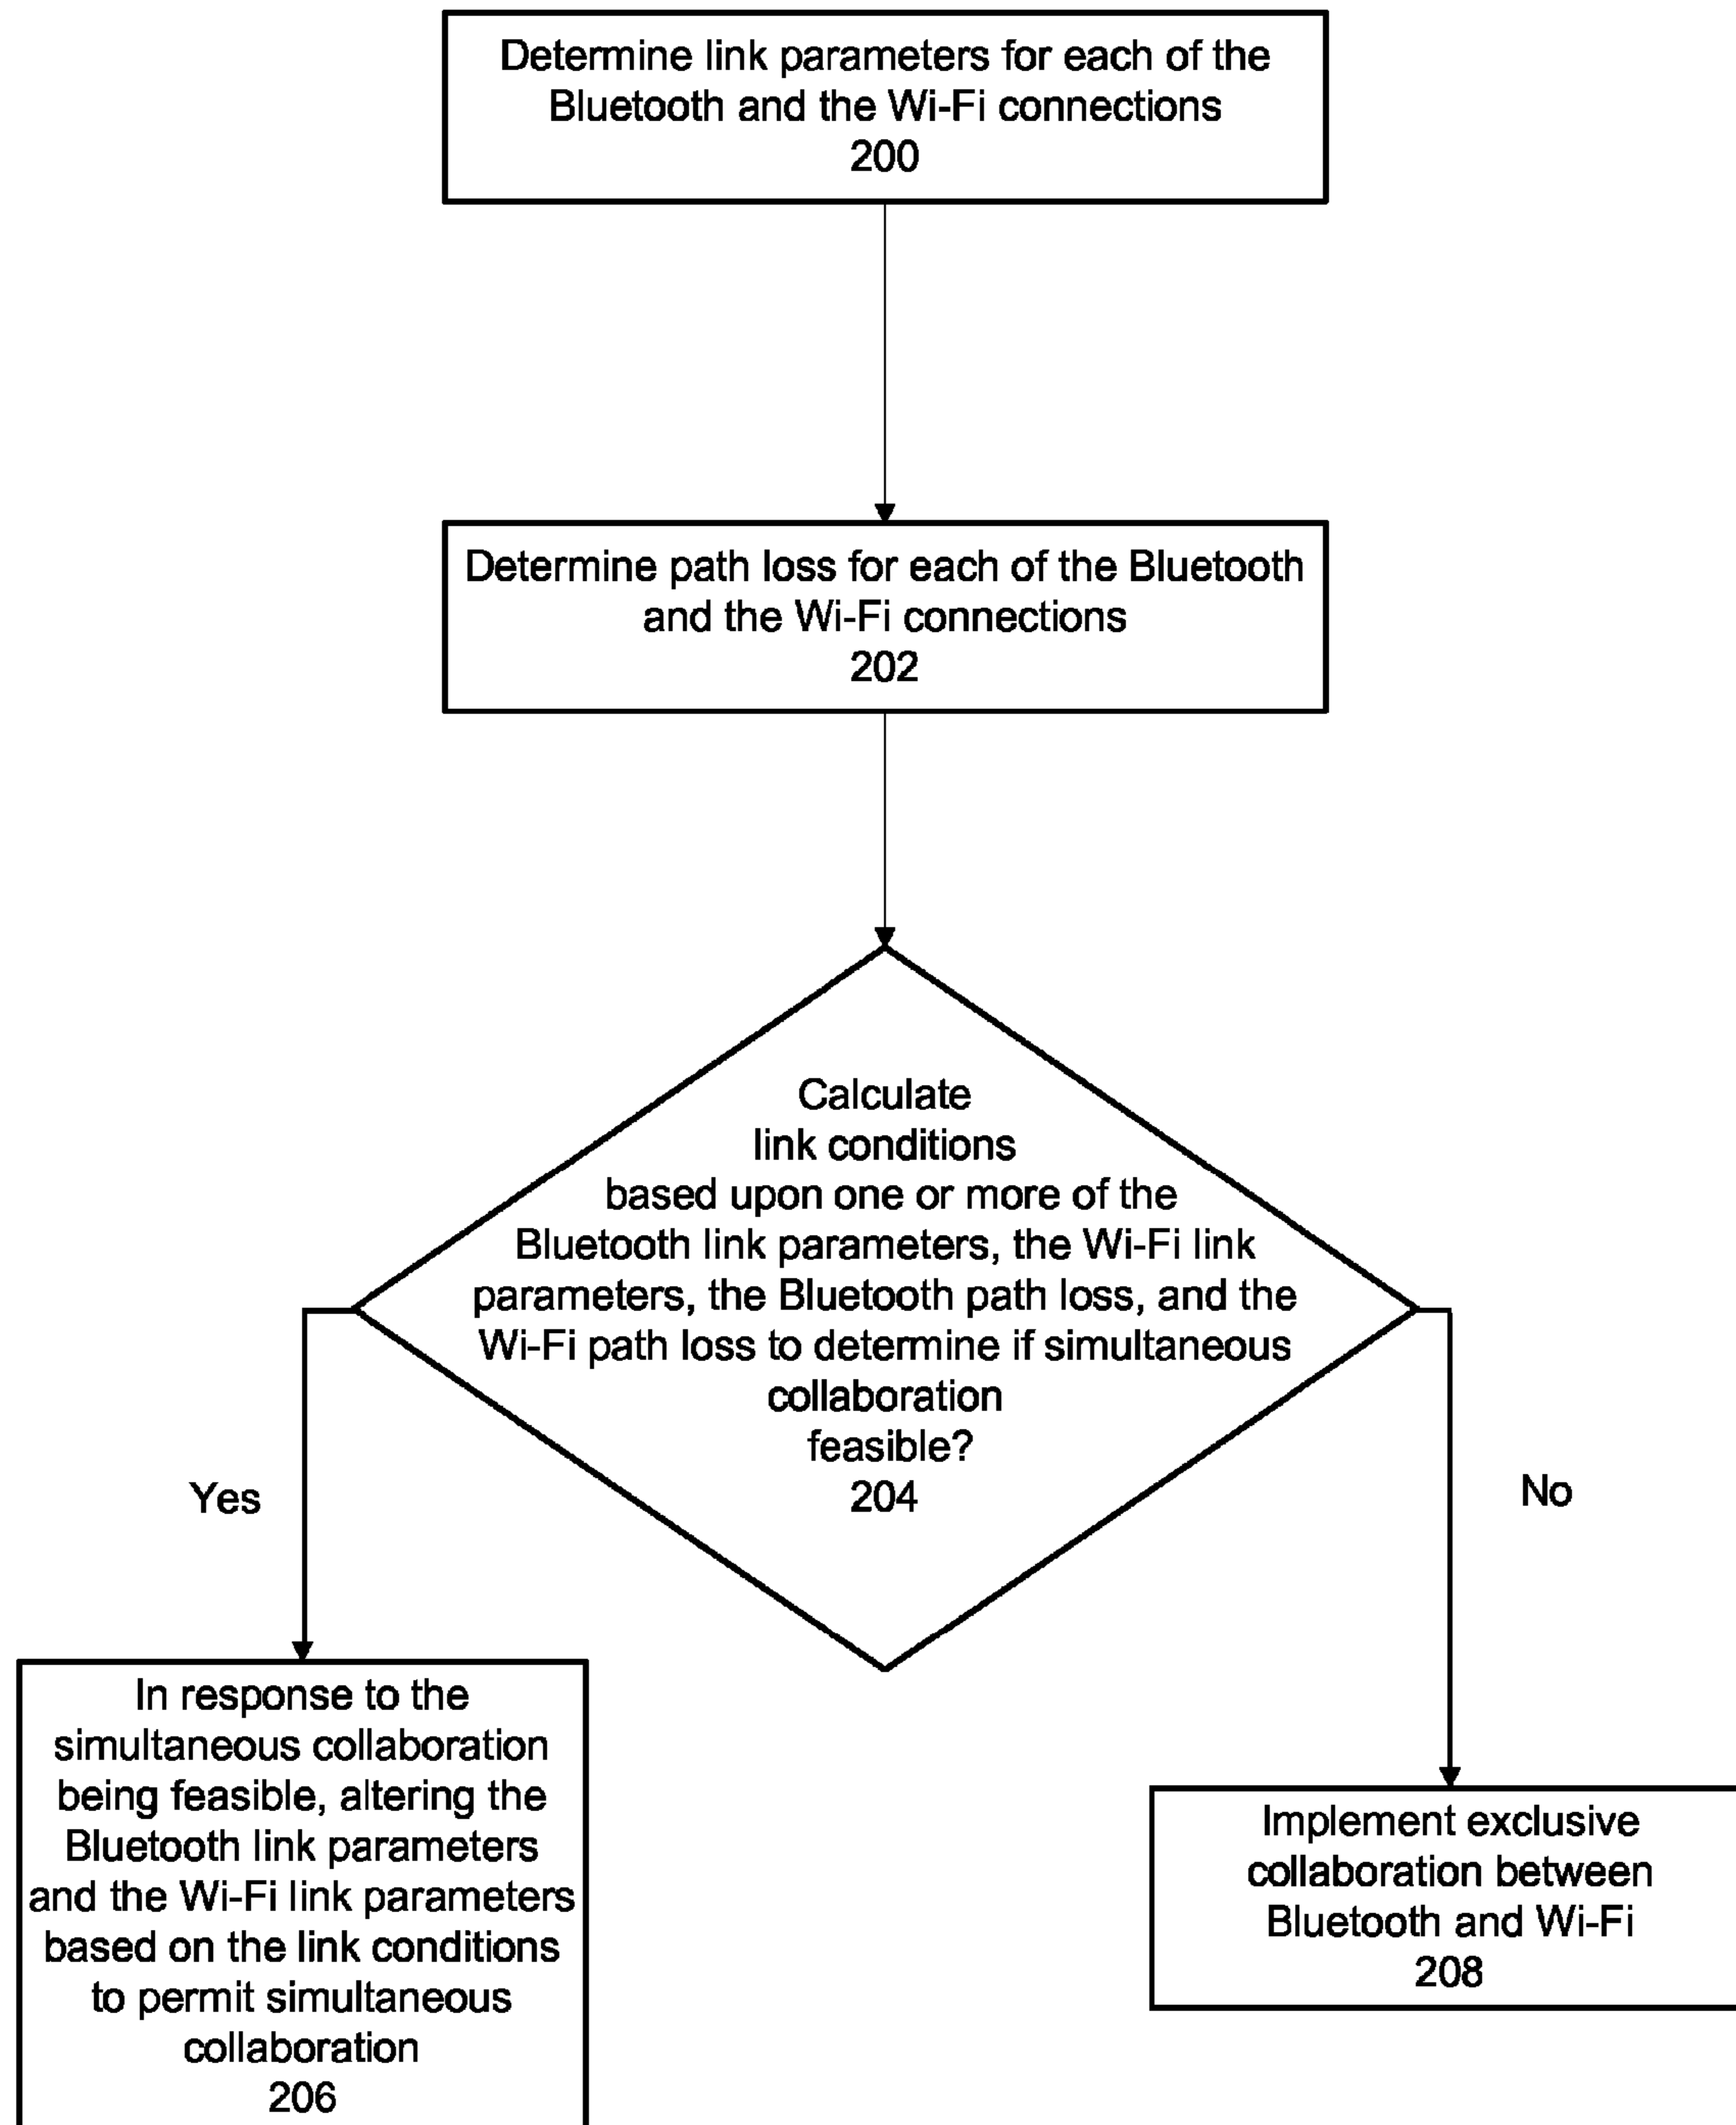 Determine link parameters for each of the
Bluetooth and the Wi-Fi connections
200
Determine path loss for each of the Bluetooth
and the Wi-Fi connections
202
Calculate
link conditions
based upon one or more of the
Bluetooth link parameters, the Wi-Fi link
parameters, the Bluetooth path loss, and the
Wi-Fi path loss to determine if simultaneous
collaboration
feasible?
204
Yes
No
In response to the
simultaneous collaboration
being feasible, altering the
Bluetooth link parameters
and the Wi-Fi link parameters
based on the link conditions
to permit simultaneous
collaboration
206
Implement exclusive
collaboration between
Bluetooth and Wi-Fi
208